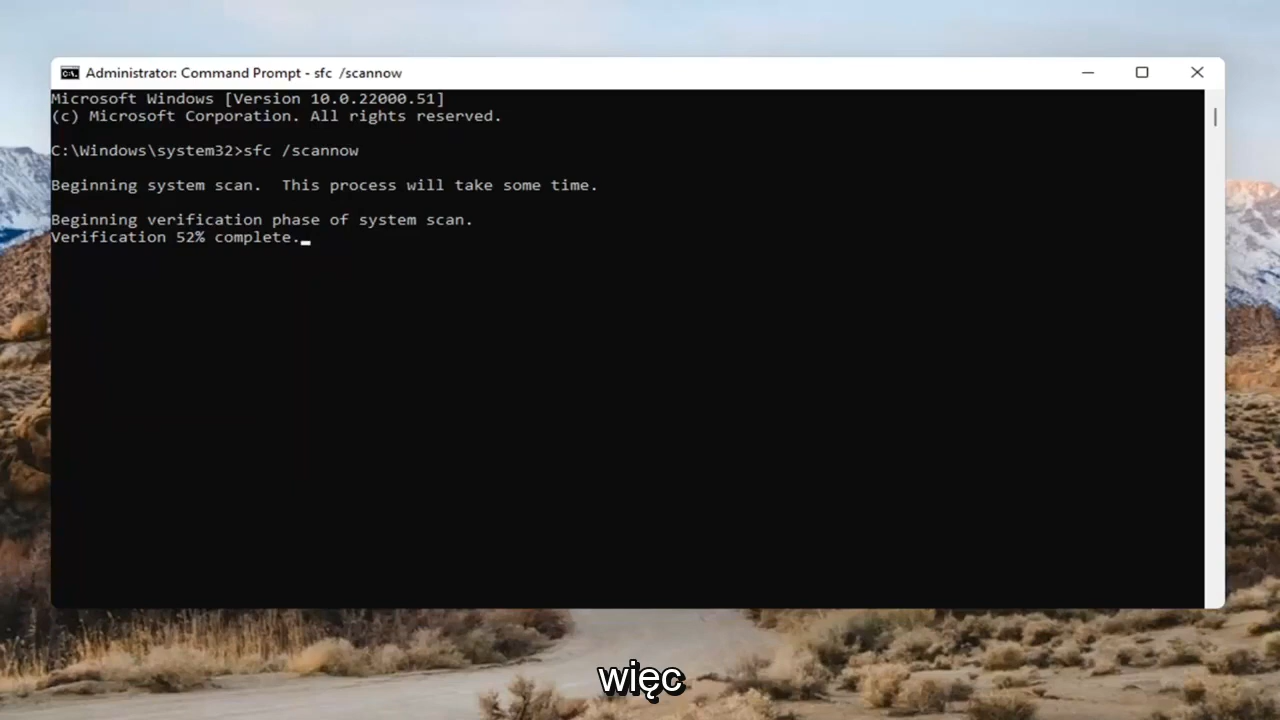 Administrator: Command Prompt - sfc  /scannow
Microsoft Windows [Version 10.0.22000.51]
(c) Microsoft Corporation. All rights reserved.
C:\Windows\system32>sfc /scannow
Beginning system scan.  This process will take some time.
Beginning verification phase of system scan.
Verification 52% complete.
więc